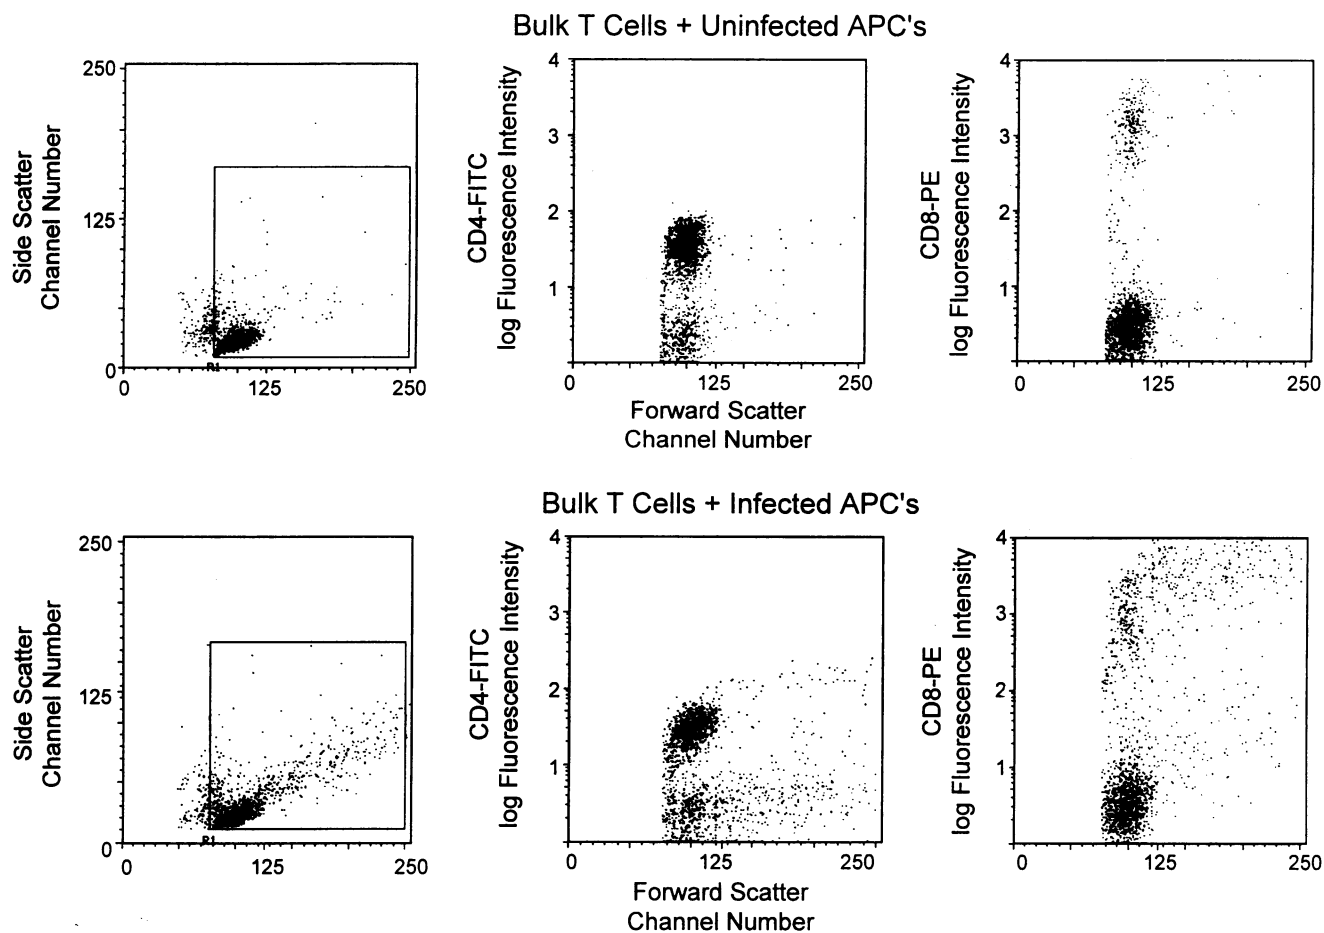 Bulk T Cells + Uninfected APC's
250
125
0
Side Scatter
Channel Number
R1
0 125 250
4
3
2
1
CD4-FITC
log Fluorescence Intensity
0 125 250
Forward Scatter
Channel Number
4
3
2
1
CD8-PE
log Fluorescence Intensity
0 125 250
Bulk T Cells + Infected APC's
250
125
0
Side Scatter
Channel Number
R1
0 125 250
4
3
2
1
CD4-FITC
log Fluorescence Intensity
0 125 250
Forward Scatter
Channel Number
4
3
2
1
CD8-PE
log Fluorescence Intensity
0 125 250